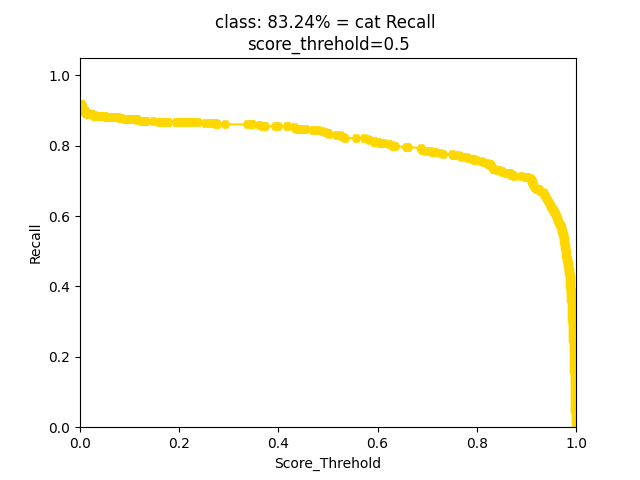 class: 83.24% = cat Recall
score_threhold=0.5
1.0
0.8
0.6
0.4
0.2
0.0
Recall
0.0 0.2 0.4 0.6 0.8 1.0
Score_Threhold